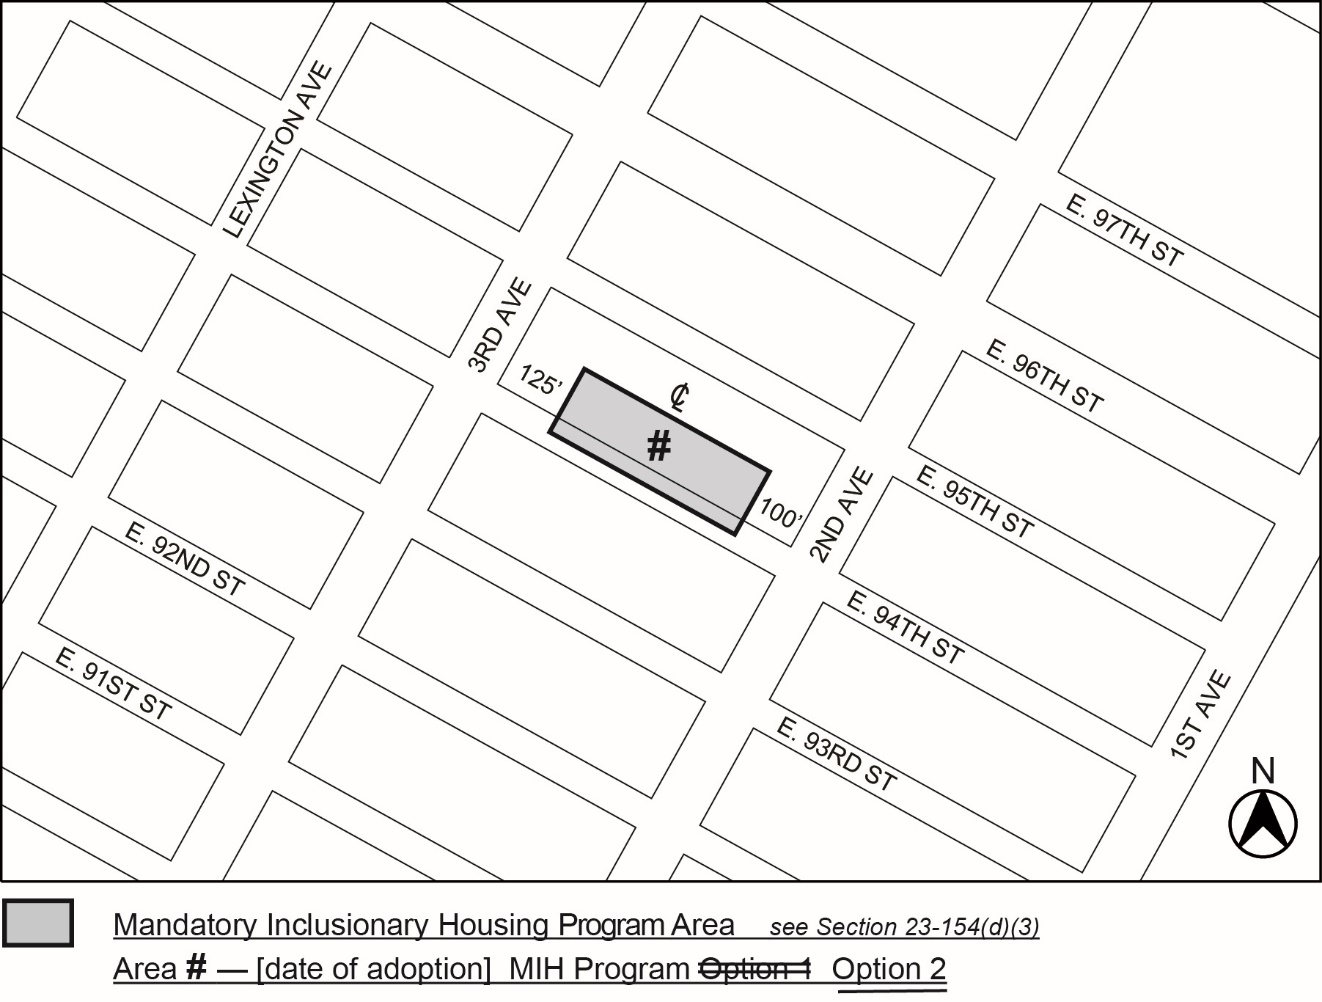 LEXINGTON AVE
E. 97TH ST
3RD AVE
E. 96TH ST
125’
℄
#
E. 95TH ST
100’
2ND AVE
E. 92ND ST
E. 94TH ST
E. 91ST ST
1ST AVE
E. 93RD ST
N
Mandatory Inclusionary Housing Program Area see Section 23-154(d)(3)
Area # — [date of adoption] MIH Program Option 1 Option 2